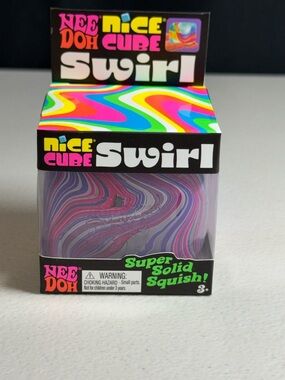 NEE DOH
NICE CUBE
Swirl
NICE CUBE
Swirl
NEE DOH
WARNING:
CHOKING HAZARD - Small parts.
Not for children under 3 years.
Super
Solid
Squish!
3+